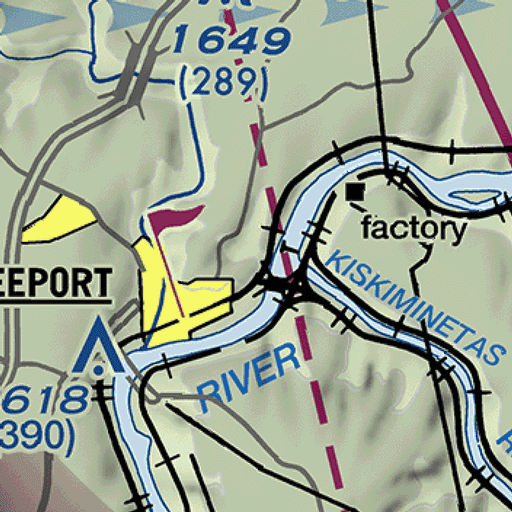 1649
(289)
factory
EEPORT
KISKIMINETAS
RIVER
618
390)